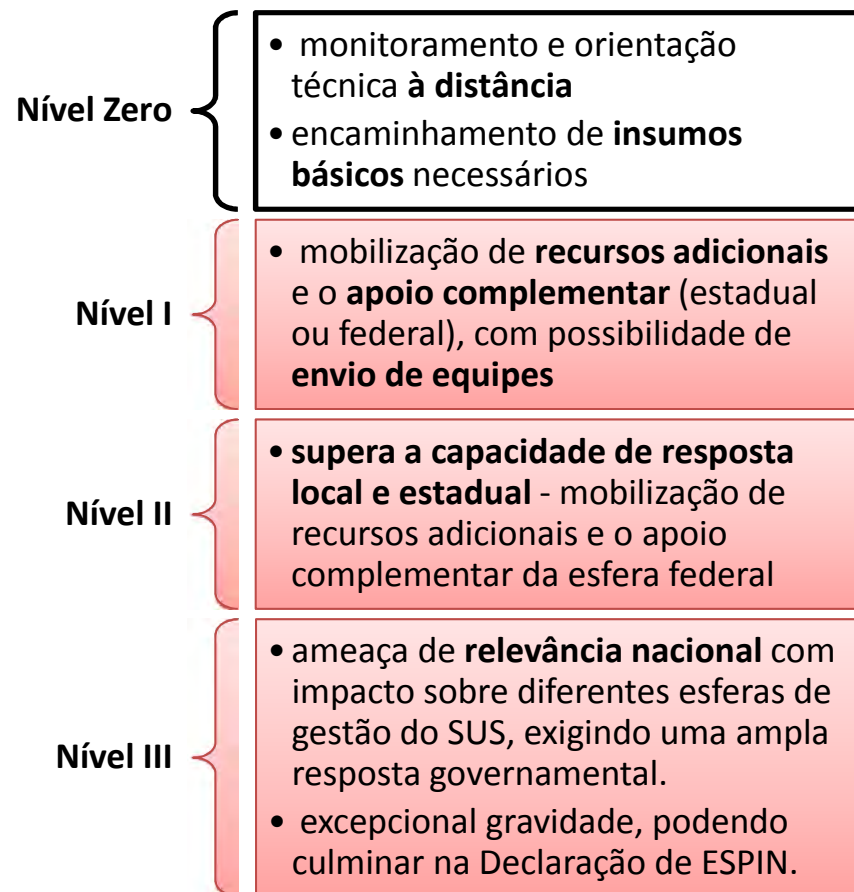 Nível Zero
• monitoramento e orientação
técnica à distância
• encaminhamento de insumos
básicos necessários
Nível I
• mobilização de recursos adicionais
e o apoio complementar (estadual
ou federal), com possibilidade de
envio de equipes
Nível II
• supera a capacidade de resposta
local e estadual - mobilização de
recursos adicionais e o apoio
complementar da esfera federal
Nível III
• ameaça de relevância nacional com
impacto sobre diferentes esferas de
gestão do SUS, exigindo uma ampla
resposta governamental.
• excepcional gravidade, podendo
culminar na Declaração de ESPIN.